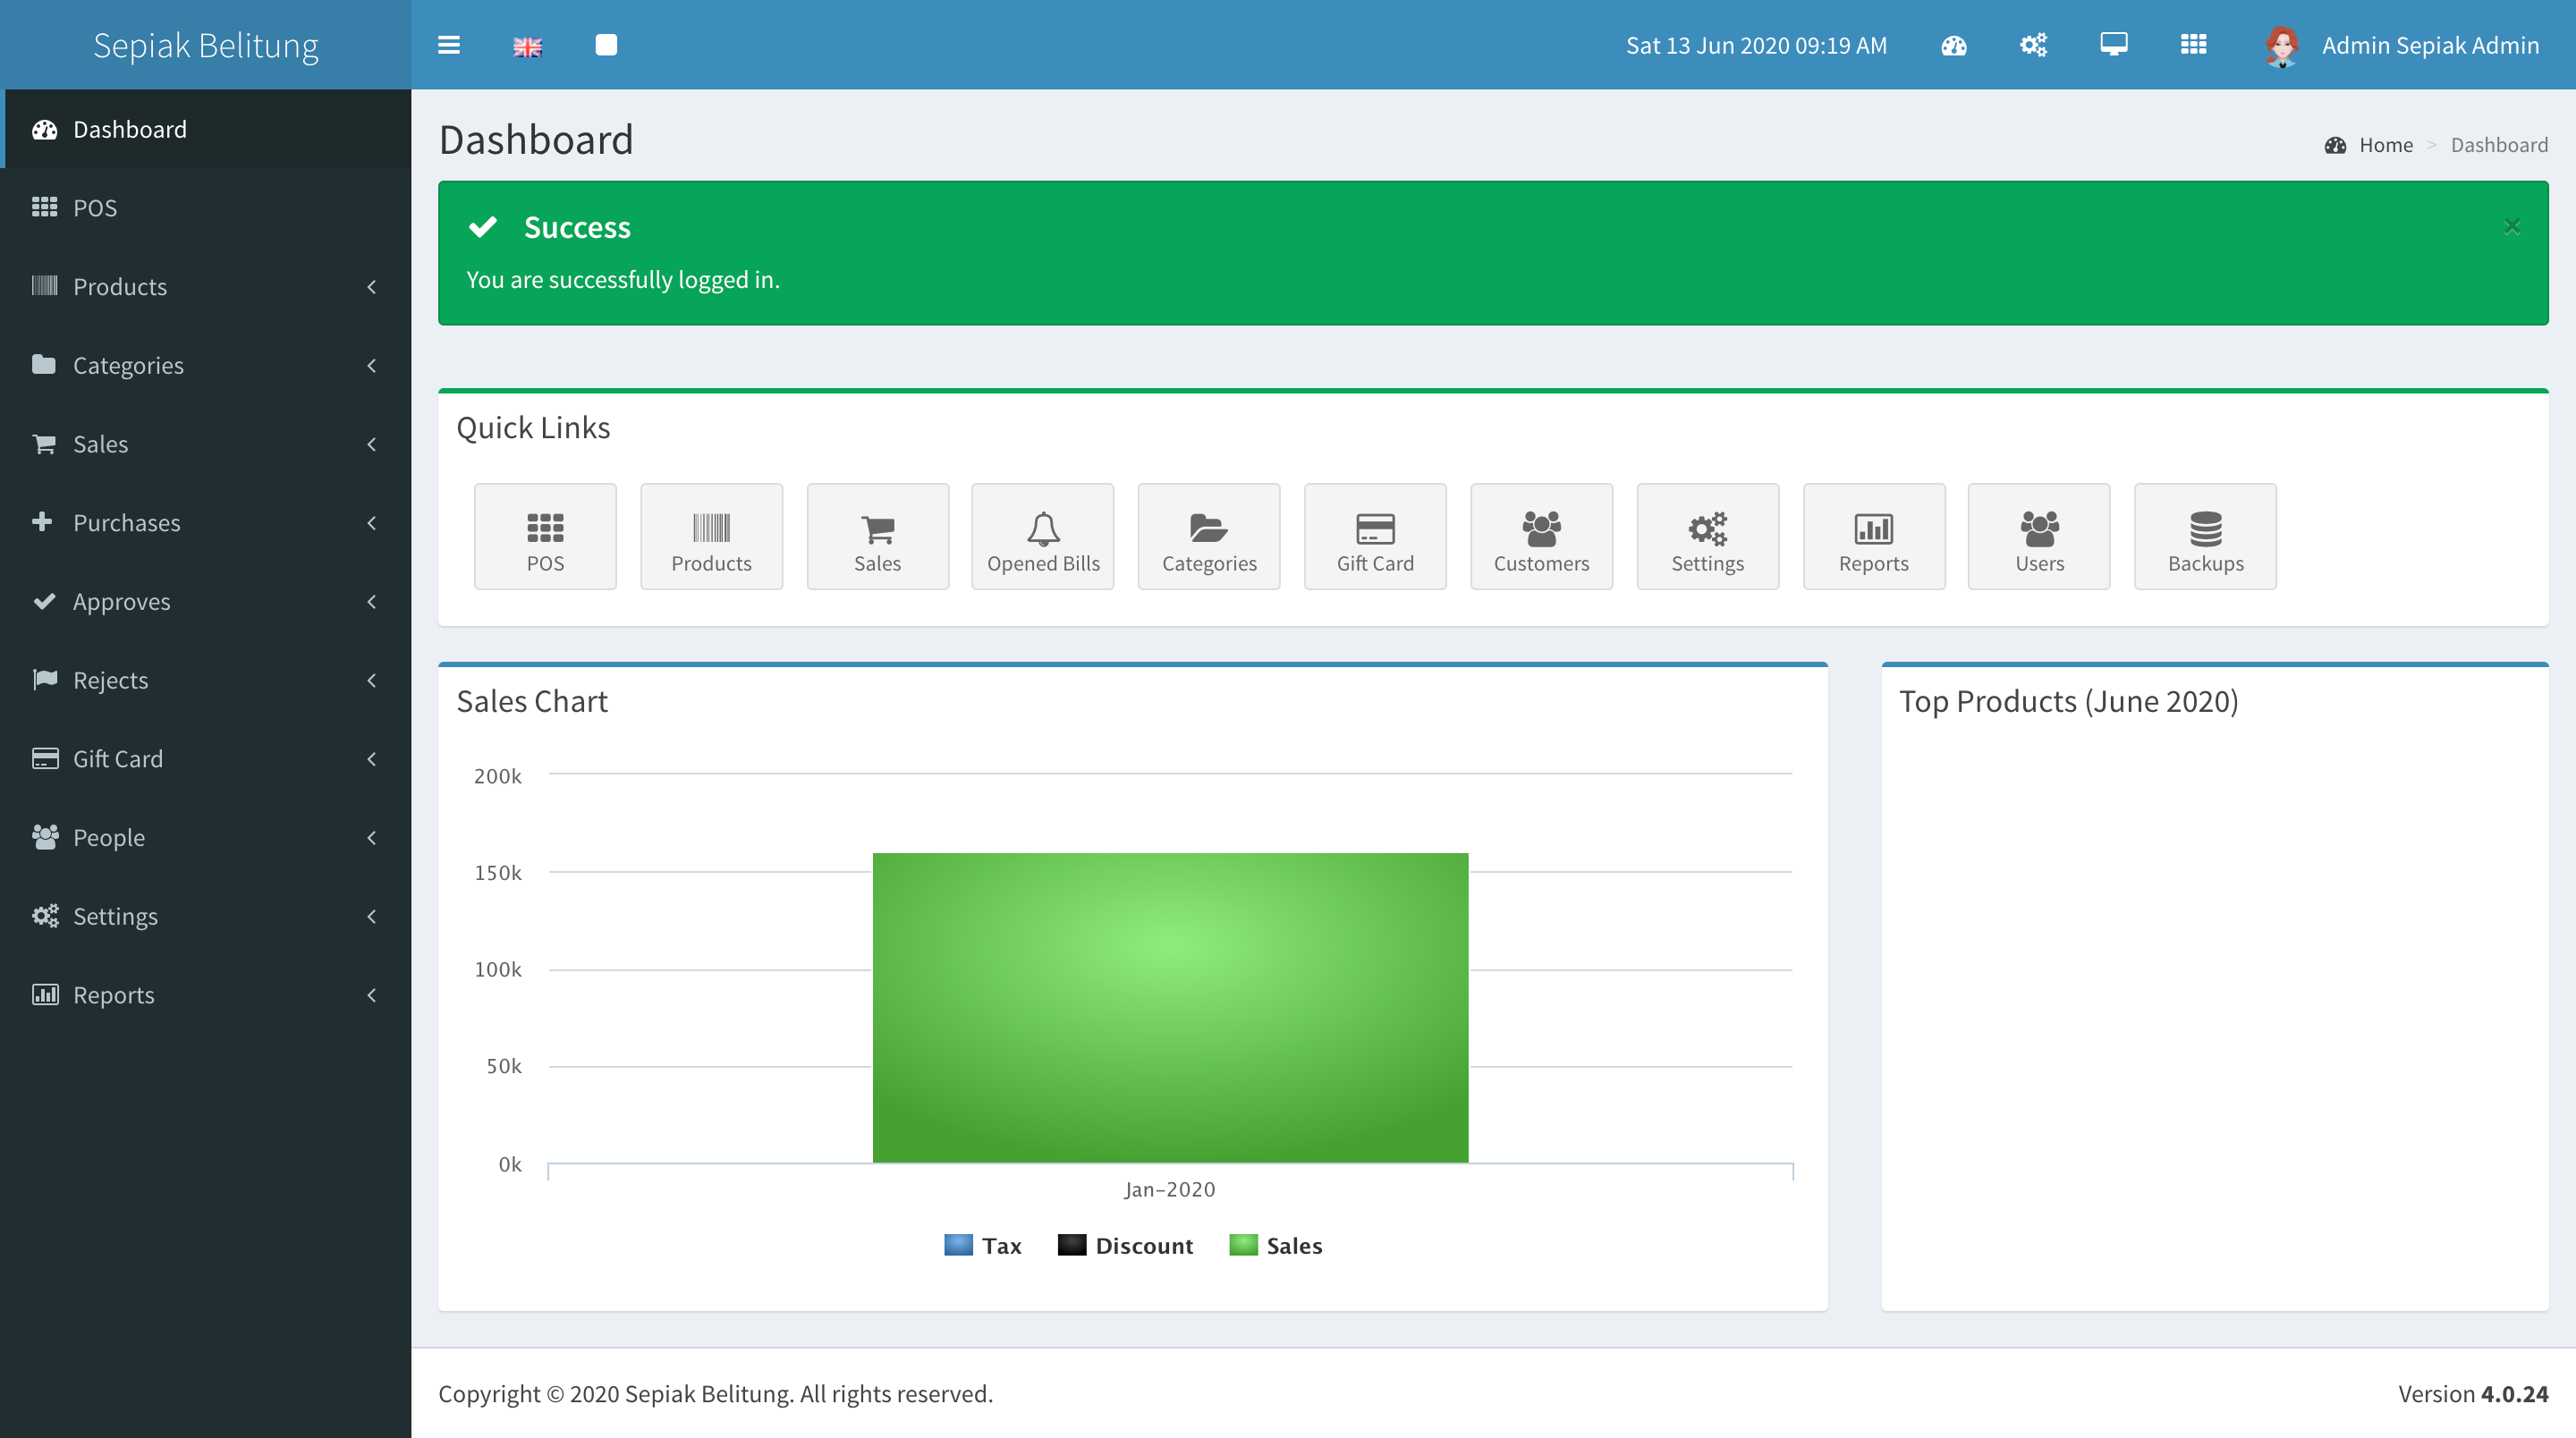 Sepiak Belitung
Sat 13 Jun 2020 09:19 AM
Admin Sepiak Admin
Dashboard
POS
Products
Categories
Sales
Purchases
Approves
Rejects
Gift Card
People
Settings
Reports
Dashboard
Home > Dashboard
Success
×
You are successfully logged in.
Quick Links
POS
Products
Sales
Opened Bills
Categories
Gift Card
Customers
Settings
Reports
Users
Backups
Sales Chart
200k
150k
100k
50k
0k
Jan-2020
Tax
Discount
Sales
Top Products (June 2020)
Copyright © 2020 Sepiak Belitung. All rights reserved.
Version 4.0.24